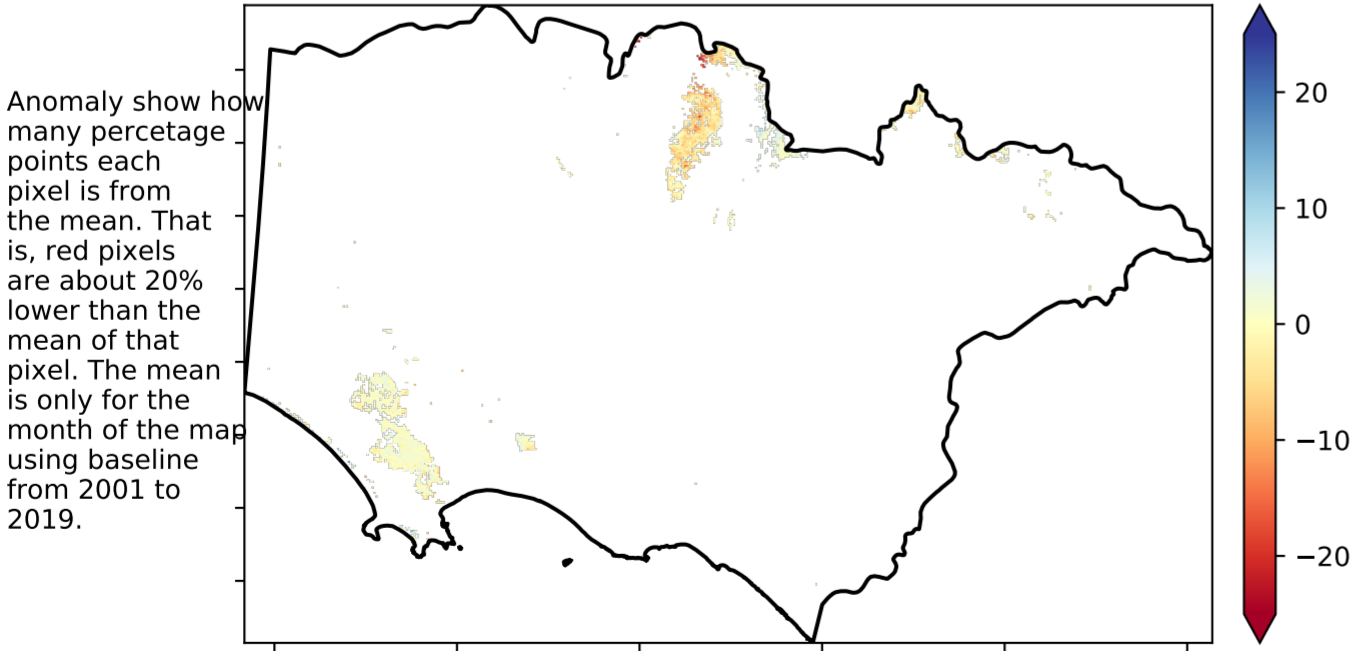 Anomaly show how
many percetage
points each
pixel is from
the mean. That
is, red pixels
are about 20%
lower than the
mean of that
pixel. The mean
is only for the
month of the map
using baseline
from 2001 to
2019.
20
10
0
−10
−20